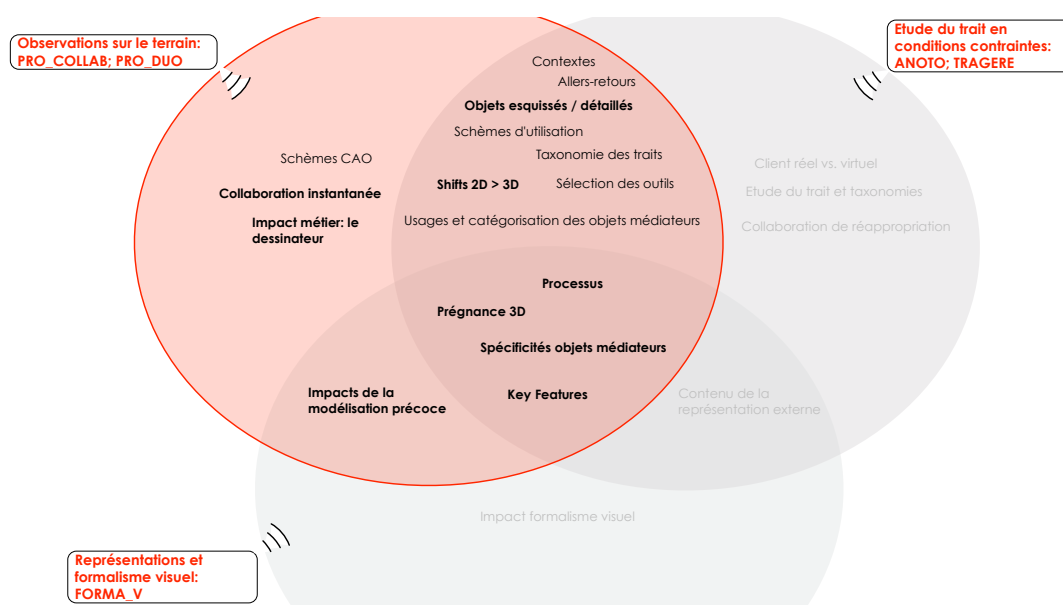 Observations sur le terrain:
PRO_COLLAB; PRO_DUO
Etude du trait en
conditions contraintes:
ANOTO; TRAGERE
Contextes
Allers-retours
Objets esquissés / détaillés
Schèmes d'utilisation
Schèmes CAO
Taxonomie des traits
Client réel vs. virtuel
Collaboration instantanée
Shifts 2D > 3D
Sélection des outils
Etude du trait et taxonomies
Impact métier: le
dessinateur
Usages et catégorisation des objets médiateurs
Collaboration de réappropriation
Processus
Prégnance 3D
Spécificités objets médiateurs
Impacts de la
modélisation précoce
Key Features
Contenu de la
représentation externe
Impact formalisme visuel
Représentations et
formalisme visuel:
FORMA_V